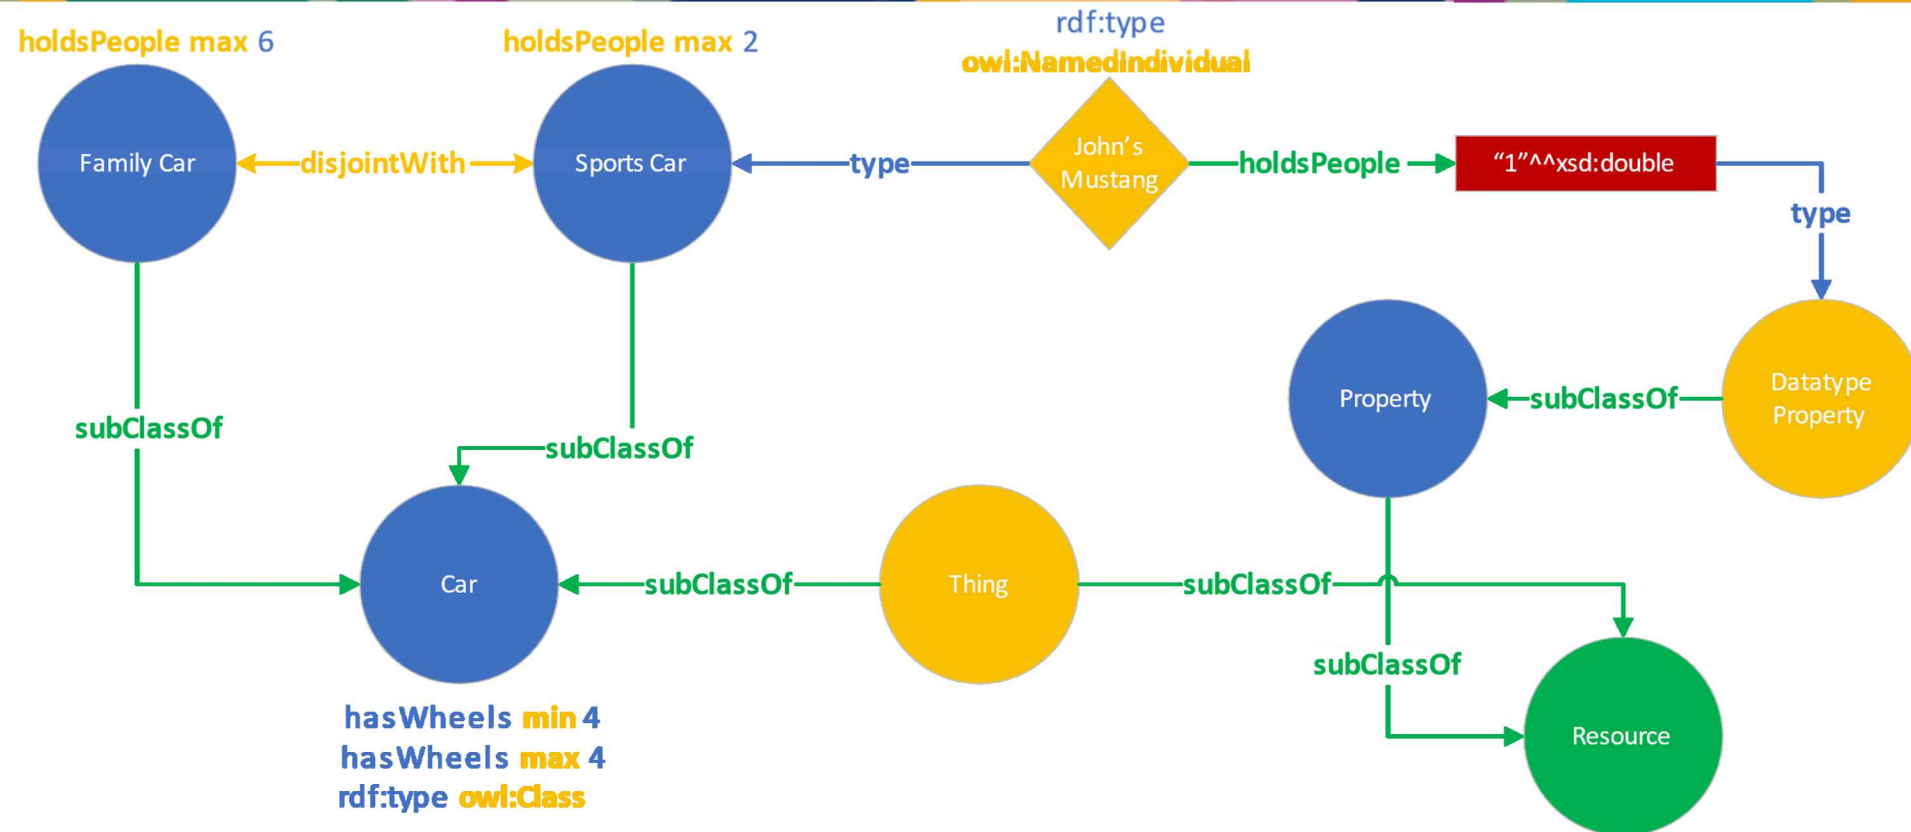 holdsPeople max 6
holdsPeople max 2
rdf:type
owl:NamedIndividual
Family Car
disjointWith
Sports Car
type
John's
Mustang
holdsPeople
“1”^^xsd:double
type
subClassOf
subClassOf
Property
subClassOf
Datatype
Property
Car
subClassOf
Thing
subClassOf
subClassOf
Resource
hasWheels min 4
hasWheels max 4
rdf:type owl:Class